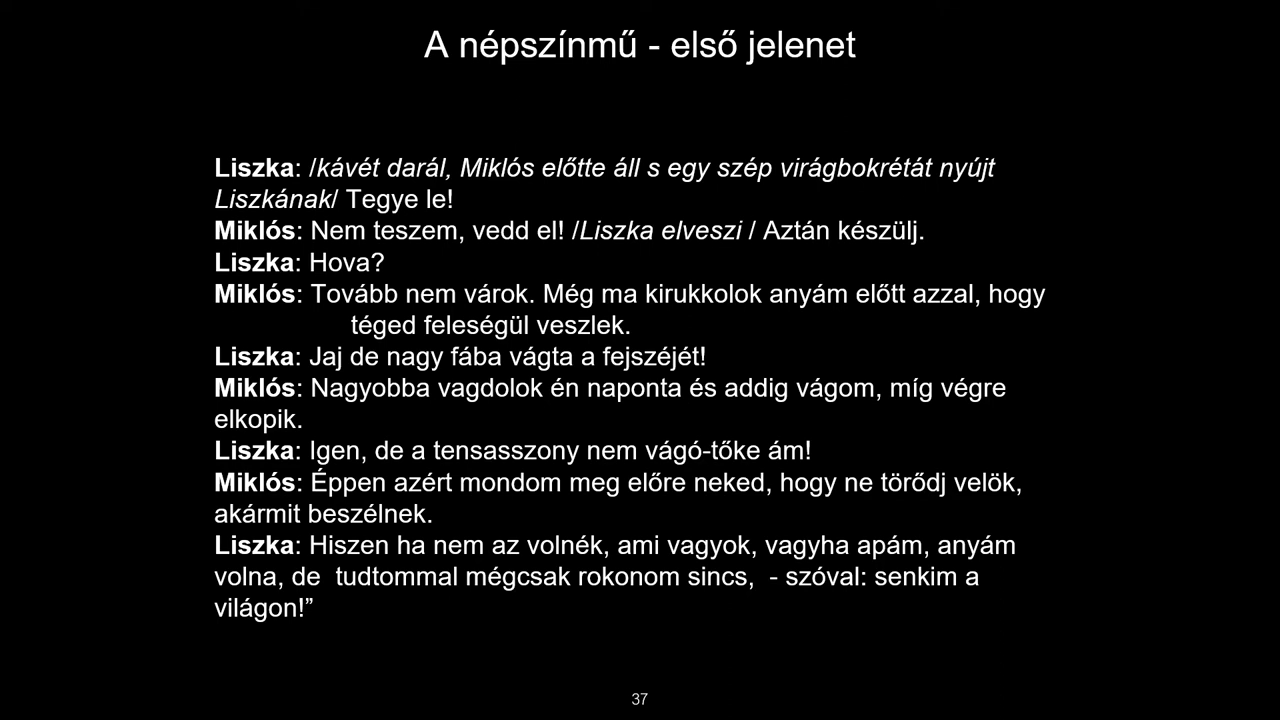 A népszínmű - első jelenet
Liszka: /kávét darál, Miklós előtte áll s egy szép virágbokrétát nyújt
Liszkának/ Tegye le!
Miklós: Nem teszem, vedd el! /Liszka elveszi / Aztán készülj.
Liszka: Hova?
Miklós: Tovább nem várok. Még ma kirukkolok anyám előtt azzal, hogy
téged feleségül veszlek.
Liszka: Jaj de nagy fába vágta a fejszéjét!
Miklós: Nagyobba vagdolok én naponta és addig vágom, míg végre
elkopik.
Liszka: Igen, de a tensasszony nem vágó-tőke ám!
Miklós: Éppen azért mondom meg előre neked, hogy ne törődj velök,
akármit beszélnek.
Liszka: Hiszen ha nem az volnék, ami vagyok, vagyha apám, anyám
volna, de  tudtommal mégcsak rokonom sincs,  - szóval: senkim a
világon!”
37